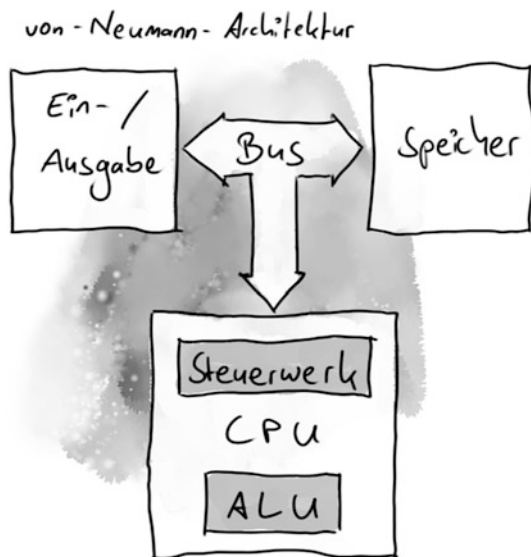 von-Neumann-Architektur
Ein-/
Ausgabe
Bus
Speicher
Steuerwerk
CPU
ALU